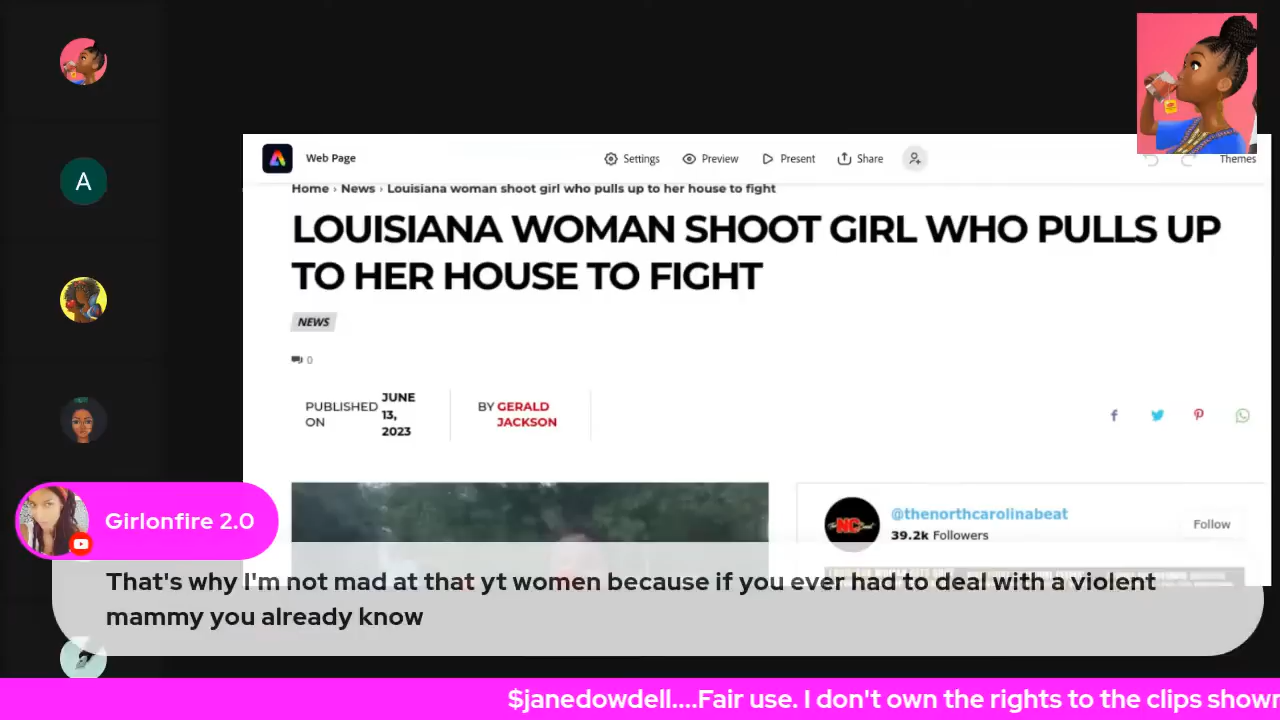 A
Web Page
Settings
Preview
Present
Share
Themes
Home › News › Louisiana woman shoot girl who pulls up to her house to fight
LOUISIANA WOMAN SHOOT GIRL WHO PULLS UP
TO HER HOUSE TO FIGHT
NEWS
0
PUBLISHED ON JUNE 13, 2023
BY GERALD JACKSON
NC
@thenorthcarolinabeat
39.2k Followers
Follow
Girlonfire 2.0
That's why I'm not mad at that yt women because if you ever had to deal with a violent
mammy you already know
$janedowdell....Fair use. I don't own the rights to the clips shown